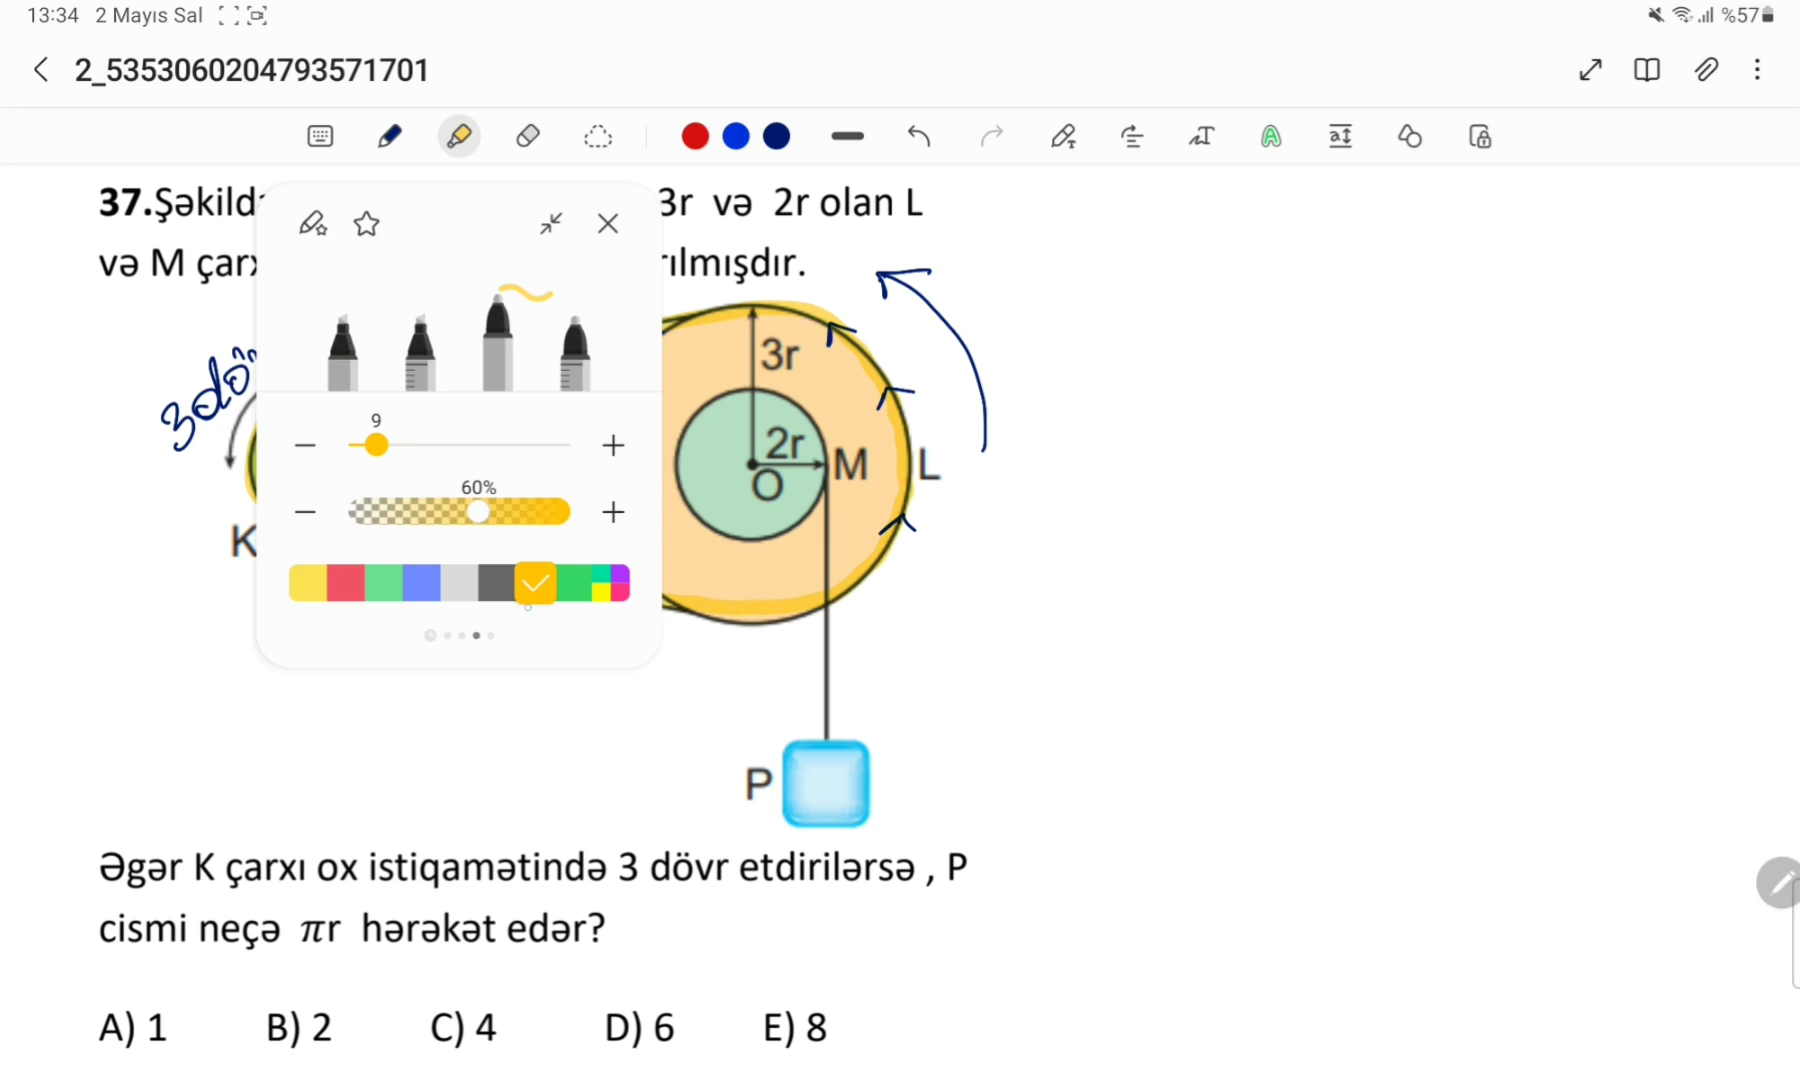 13:34 2 Mayıs Sal %57
2_5353060204793571701
37.Şəkild 3r və 2r olan L
və M çar ılmışdır.
3dö
9
60%
3r
2r
O
M
L
K
P
Əgər K çarxı ox istiqamətində 3 dövr etdirilərsə , P
cismi neçə πr hərəkət edər?
A) 1 B) 2 C) 4 D) 6 E) 8